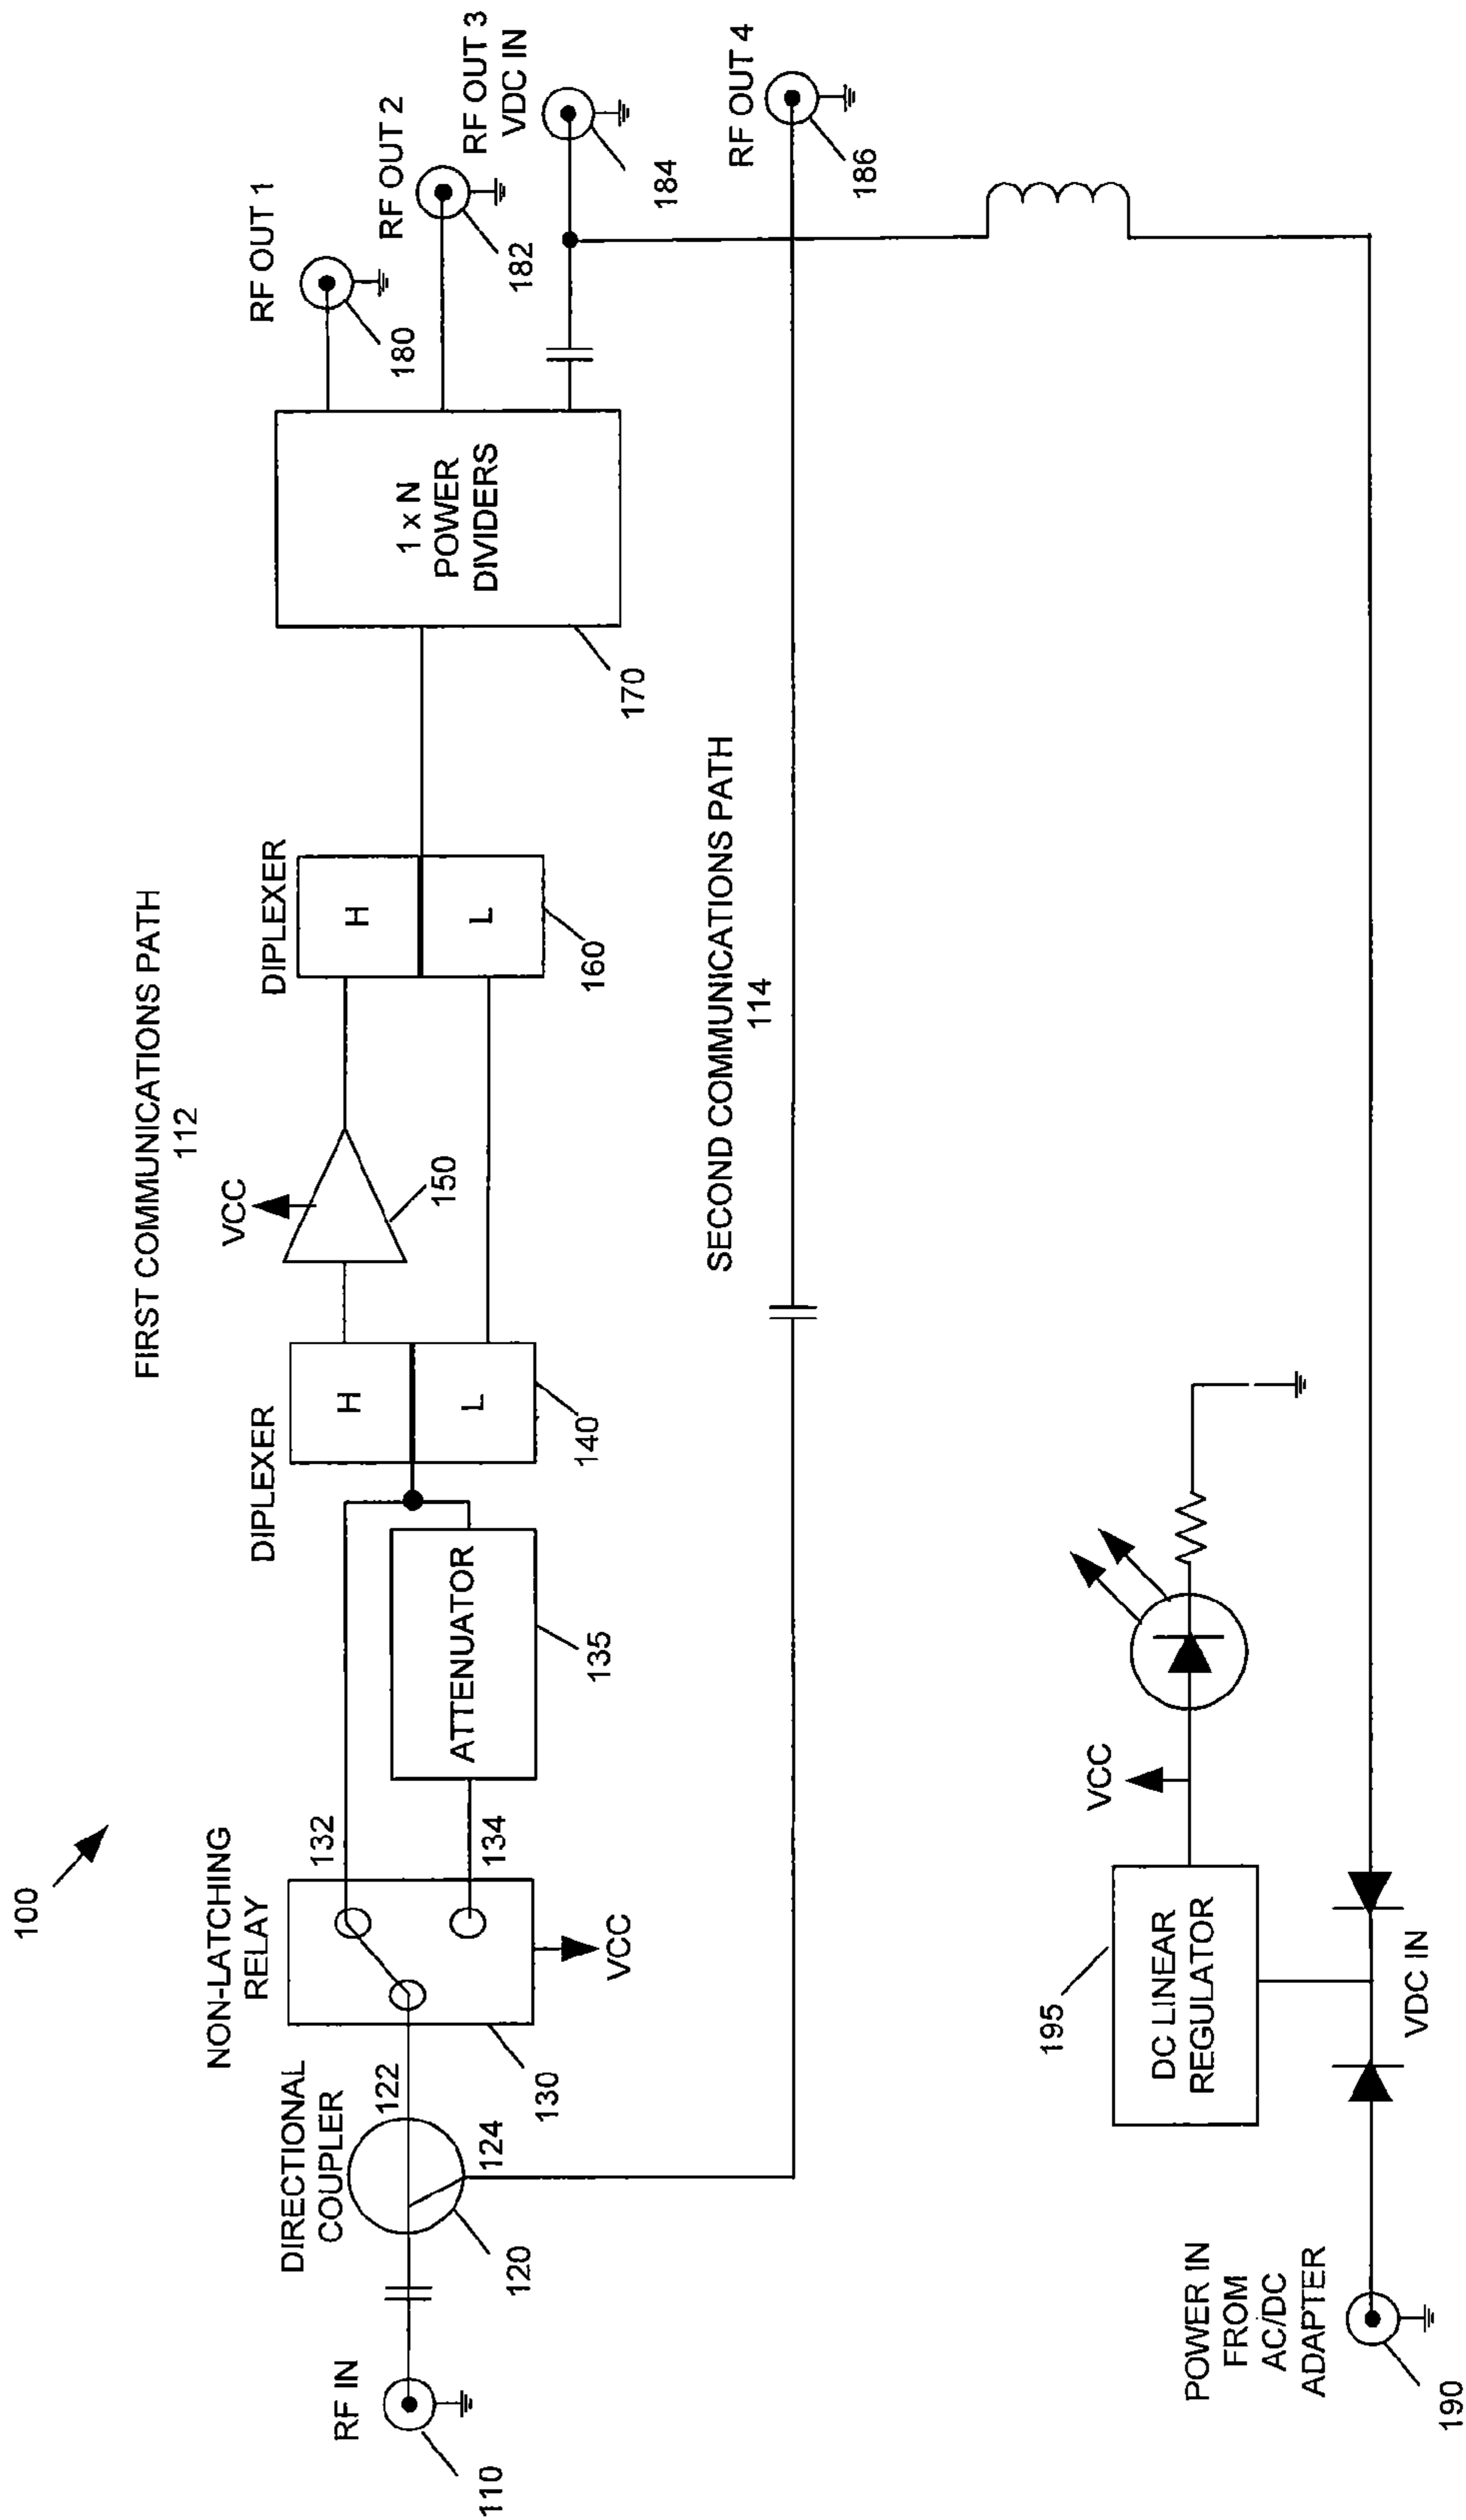 100
FIRST COMMUNICATIONS PATH
112
RF IN
110
DIRECTIONAL
COUPLER
120
122
124
NON-LATCHING
RELAY
130
132
134
VCC
ATTENUATOR
135
DIPLEXER
H
L
140
VCC
150
DIPLEXER
H
L
160
1 x N
POWER
DIVIDERS
170
RF OUT 1
180
RF OUT 2
182
RF OUT 3
VDC IN
184
RF OUT 4
186
SECOND COMMUNICATIONS PATH
114
POWER IN
FROM
AC/DC
ADAPTER
190
195
DC LINEAR
REGULATOR
VDC IN
VCC